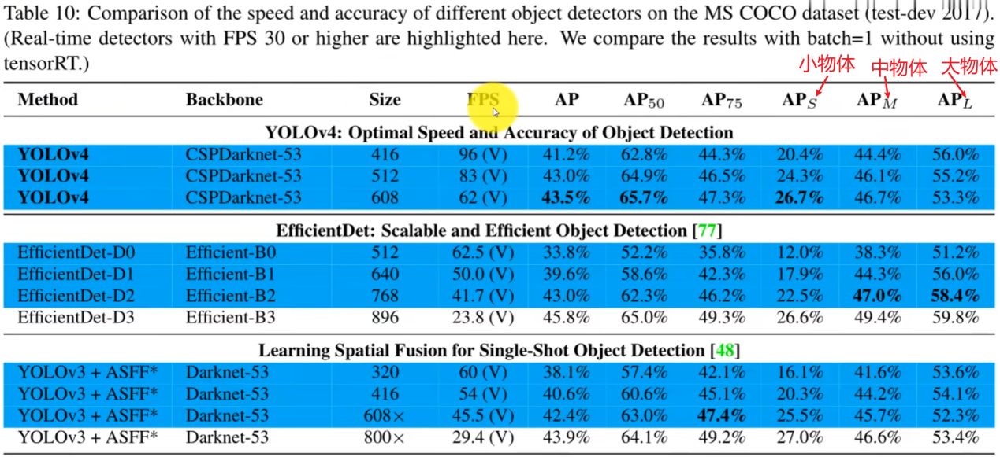 Table 10: Comparison of the speed and accuracy of different object detectors on the MS COCO dataset (test-dev 2017).
(Real-time detectors with FPS 30 or higher are highlighted here. We compare the results with batch=1 without using
tensorRT.)
小物体 中物体 大物体
Method Backbone Size FPS AP AP50 AP75 APS APM APL
YOLOv4: Optimal Speed and Accuracy of Object Detection
YOLOv4 CSPDarknet-53 416 96 (V) 41.2% 62.8% 44.3% 20.4% 44.4% 56.0%
YOLOv4 CSPDarknet-53 512 83 (V) 43.0% 64.9% 46.5% 24.3% 46.1% 55.2%
YOLOv4 CSPDarknet-53 608 62 (V) 43.5% 65.7% 47.3% 26.7% 46.7% 53.3%
EfficientDet: Scalable and Efficient Object Detection [77]
EfficientDet-D0 Efficient-B0 512 62.5 (V) 33.8% 52.2% 35.8% 12.0% 38.3% 51.2%
EfficientDet-D1 Efficient-B1 640 50.0 (V) 39.6% 58.6% 42.3% 17.9% 44.3% 56.0%
EfficientDet-D2 Efficient-B2 768 41.7 (V) 43.0% 62.3% 46.2% 22.5% 47.0% 58.4%
EfficientDet-D3 Efficient-B3 896 23.8 (V) 45.8% 65.0% 49.3% 26.6% 49.4% 59.8%
Learning Spatial Fusion for Single-Shot Object Detection [48]
YOLOv3 + ASFF* Darknet-53 320 60 (V) 38.1% 57.4% 42.1% 16.1% 41.6% 53.6%
YOLOv3 + ASFF* Darknet-53 416 54 (V) 40.6% 60.6% 45.1% 20.3% 44.2% 54.1%
YOLOv3 + ASFF* Darknet-53 608× 45.5 (V) 42.4% 63.0% 47.4% 25.5% 45.7% 52.3%
YOLOv3 + ASFF* Darknet-53 800× 29.4 (V) 43.9% 64.1% 49.2% 27.0% 46.6% 53.4%